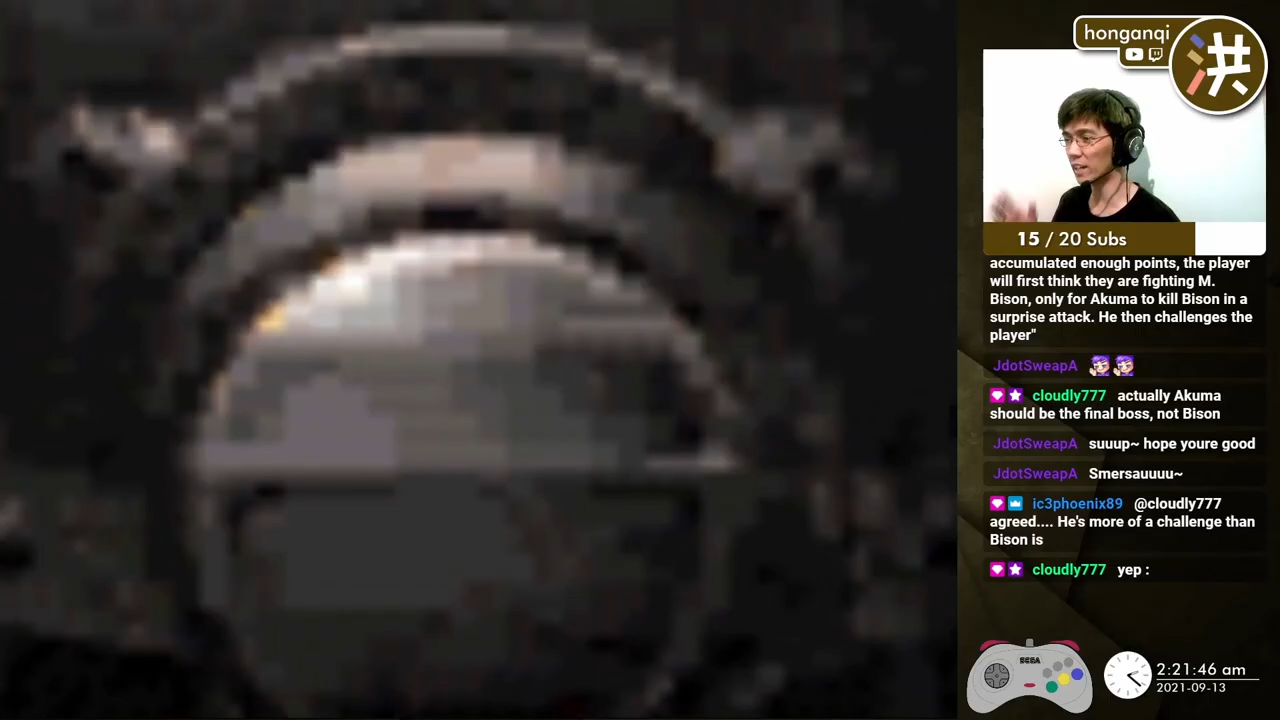 honganqi
洪
15 / 20 Subs
accumulated enough points, the player
will first think they are fighting M.
Bison, only for Akuma to kill Bison in a
surprise attack. He then challenges the
player"
JdotSweapA
cloudly777 actually Akuma
should be the final boss, not Bison
JdotSweapA suuup~ hope youre good
JdotSweapA Smersauuuu~
ic3phoenix89 @cloudly777
agreed.... He's more of a challenge than
Bison is
cloudly777 yep :
SEGA
2:21:46 am
2021-09-13